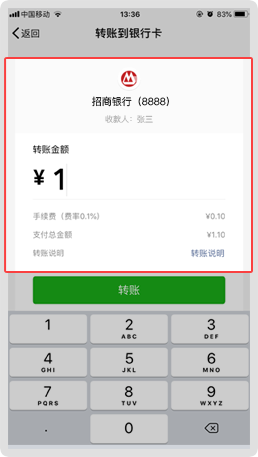 中国移动 13:36 83%
返回 转账到银行卡
招商银行（8888）
收款人：张三
转账金额
¥ 1
手续费（费率0.1%） ¥0.10
支付总金额 ¥1.10
转账说明 转账说明
转账
1 2 3
ABC DEF
4 5 6
GHI JKL MNO
7 8 9
PQRS TUV WXYZ
. 0